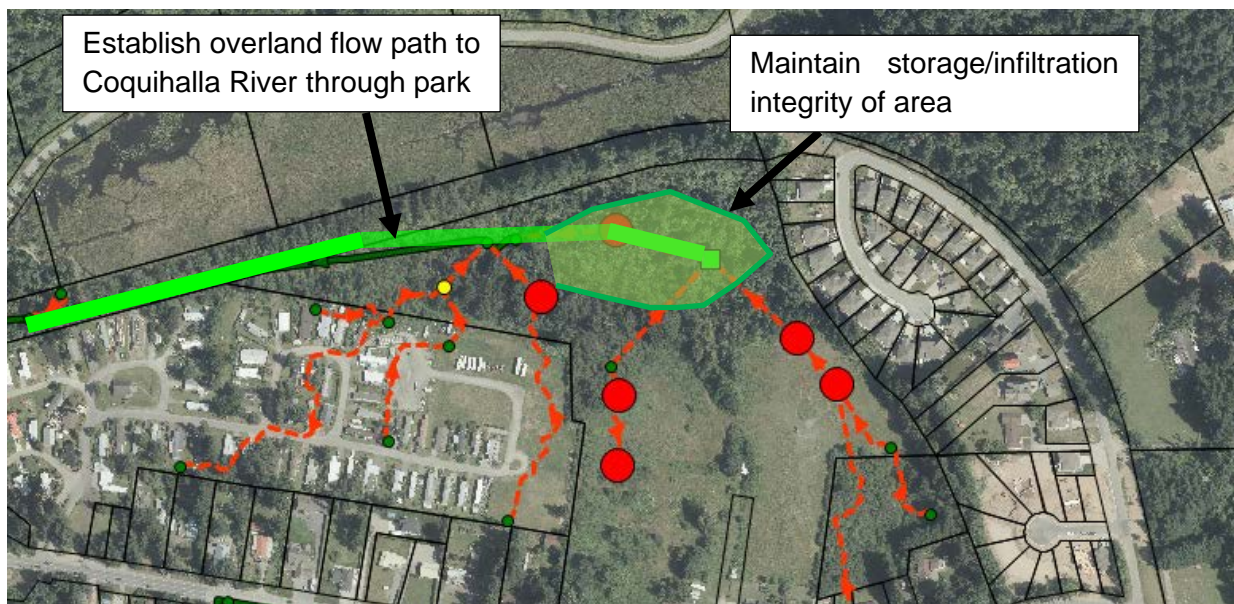 Establish overland flow path to
Coquihalla River through park
Maintain storage/infiltration
integrity of area